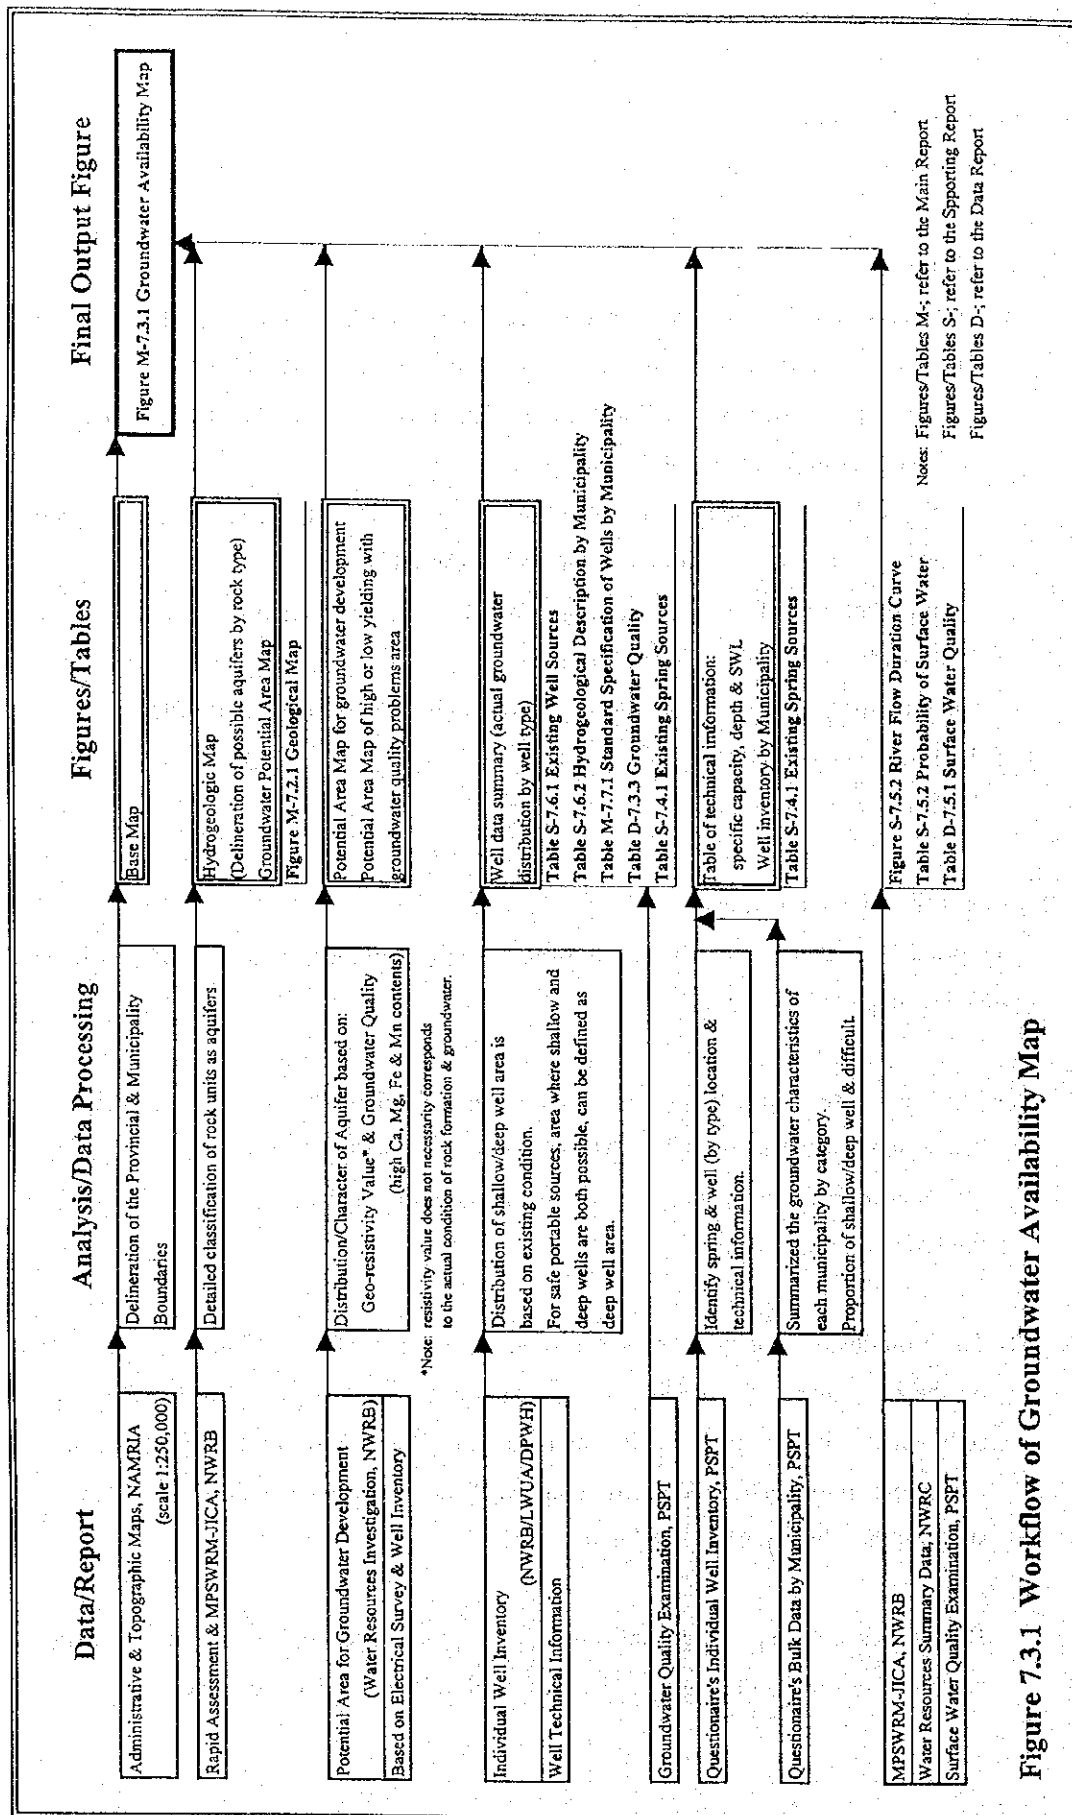 Data/Report
Analysis/Data Processing
Figures/Tables
Final Output Figure
Administrative & Topographic Maps, NAMRIA
(scale 1:250,000)
Delineration of the Provincial & Municipality
Boundaries
Base Map
Figure M-7.3.1 Groundwater Availability Map
Rapid Assessment & MPSWRM-JICA, NWRB
Detailed classification of rock units as aquifers
Hydrogeologic Map
(Delineration of possible aquifers by rock type)
Groundwater Potential Area Map
Figure M-7.2.1 Geological Map
Potential Area for Groundwater Development
(Water Resources Investigation, NWRB)
Based on Electrical Survey & Well Inventory
Distribution/Character of Aquifer based on:
Geo-resistivity Value* & Groundwater Quality
(high Ca, Mg, Fe & Mn contents)
*Note: resistivity value does not necessarity corresponds
to the actual condition of rock formation & groundwater.
Potential Area Map for groundwater development
Potential Area Map of high or low yielding with
groundwater quality problems area
Individual Well Inventory
(NWRB/LWUA/DPWH)
Well Technical Information
Distribution of shallow/deep well area is
based on existing condition.
For safe portable sources, area where shallow and
deep wells are both possible, can be defined as
deep well area.
Well data summary (actual groundwater
distribution by well type)
Table S-7.6.1 Existing Well Sources
Table S-7.6.2 Hydrogeological Description by Municipality
Table M-7.7.1 Standard Specification of Wells by Municipality
Table D-7.3.3 Groundwater Quality
Table S-7.4.1 Existing Spring Sources
Groundwater Quality Examination, PSPT
Questionaire's Individual Well Inventory, PSPT
Identify spring & well (by type) location &
technical information.
Table of technical imformation:
specific capacity, depth & SWL
Well inventory by Municipality
Table S-7.4.1 Existing Spring Sources
Questionaire's Bulk Data by Municipality, PSPT
Summarized the groundwater characteristics of
each municipality by category.
Proportion of shallow/deep well & difficult.
MPSWRM-JICA, NWRB
Water Resources Summary Data, NWRC
Surface Water Quality Examination, PSPT
Figure S-7.5.2 River Flow Duration Curve
Table S-7.5.2 Probability of Surface Water
Table D-7.5.1 Surface Water Quality
Notes: Figures/Tables M-; refer to the Main Report
Figures/Tables S-; refer to the Spporting Report
Figures/Tables D-; refer to the Data Report
Figure 7.3.1 Workflow of Groundwater Availability Map